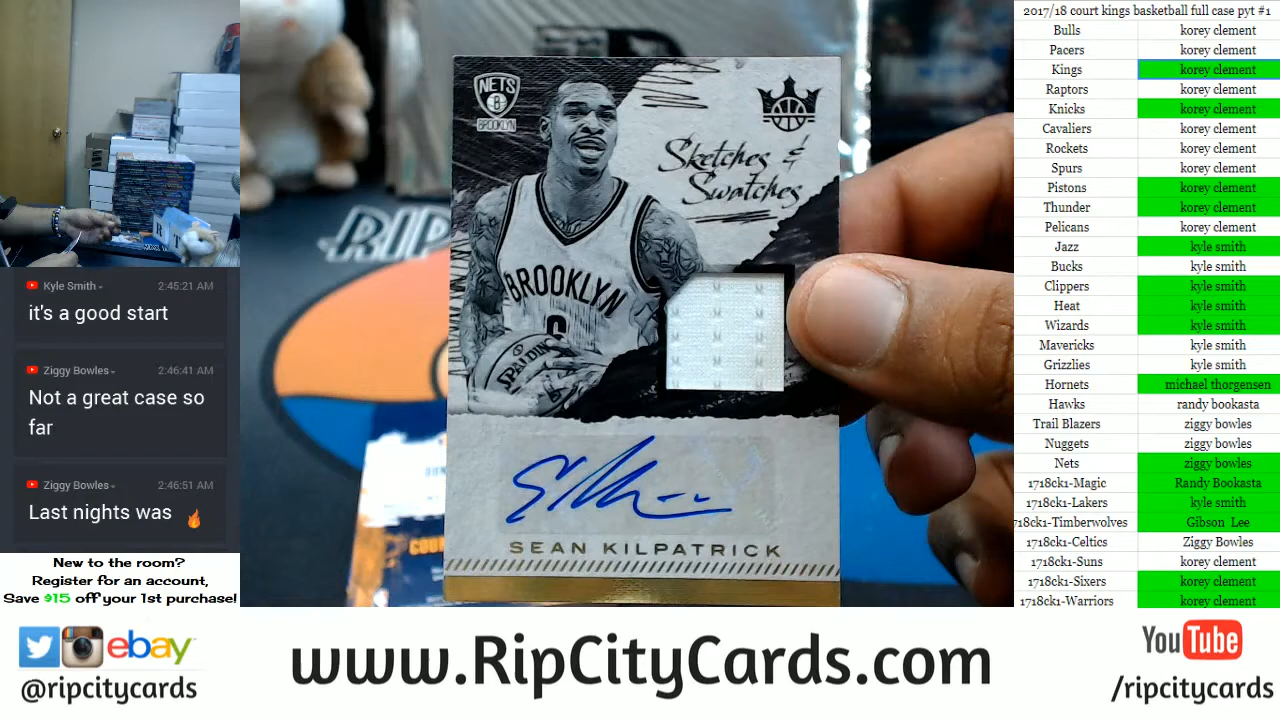 Kyle Smith
2:45:21 AM
it's a good start
Ziggy Bowles
2:46:41 AM
Not a great case so
far
Ziggy Bowles
2:46:51 AM
Last nights was
New to the room?
Register for an account,
Save $15 off your 1st purchase!
NETS
B
BROOKLYN
Sketches &
Swatches
BROOKLYN
6
SPALDING
SEAN KILPATRICK
RIP
2017/18 court kings basketball full case pyt #1
Bulls korey clement
Pacers korey clement
Kings korey clement
Raptors korey clement
Knicks korey clement
Cavaliers korey clement
Rockets korey clement
Spurs korey clement
Pistons korey clement
Thunder korey clement
Pelicans korey clement
Jazz kyle smith
Bucks kyle smith
Clippers kyle smith
Heat kyle smith
Wizards kyle smith
Mavericks kyle smith
Grizzlies kyle smith
Hornets michael thorgensen
Hawks randy bookasta
Trail Blazers ziggy bowles
Nuggets ziggy bowles
Nets ziggy bowles
1718ck1-Magic Randy Bookasta
1718ck1-Lakers kyle smith
718ck1-Timberwolves Gibson Lee
1718ck1-Celtics Ziggy Bowles
1718ck1-Suns korey clement
1718ck1-Sixers korey clement
1718ck1-Warriors korey clement
ebay
@ripcitycards
www.RipCityCards.com
YouTube
/ripcitycards